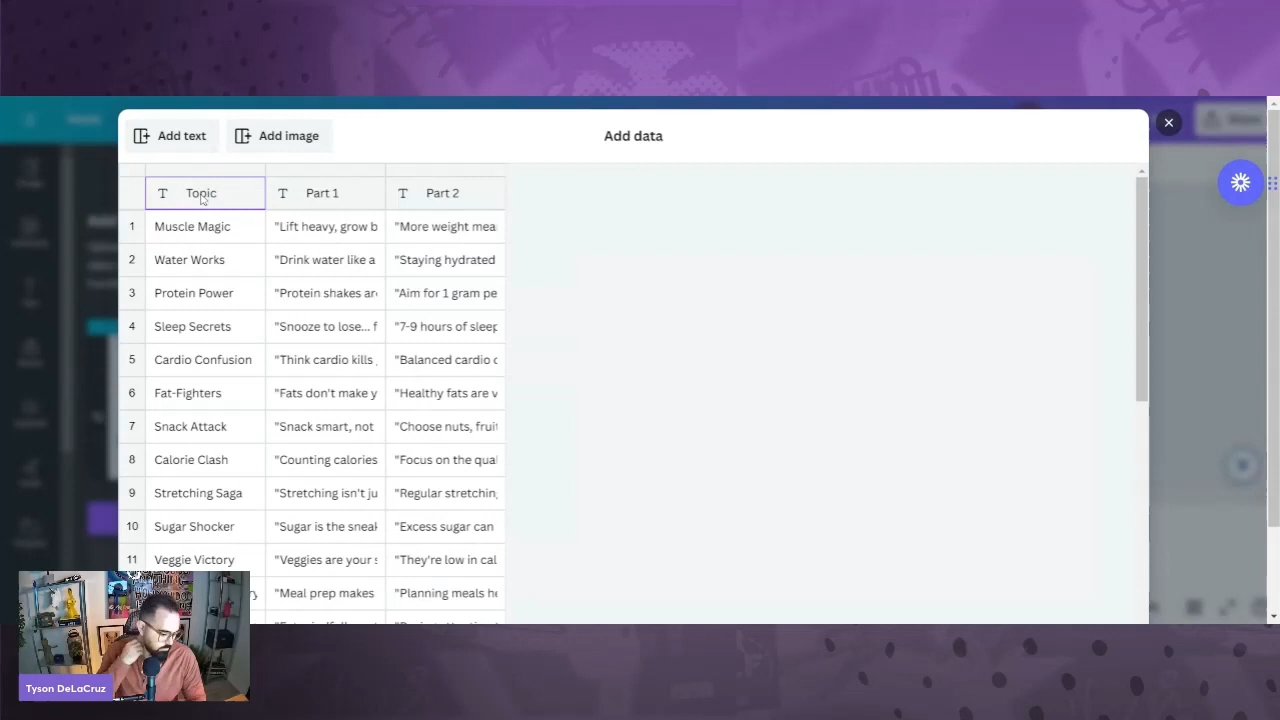 Add text
Add image
Add data
Topic
Part 1
Part 2
1 Muscle Magic "Lift heavy, grow b "More weight mea
2 Water Works "Drink water like a "Staying hydrated
3 Protein Power "Protein shakes ar "Aim for 1 gram pe
4 Sleep Secrets "Snooze to lose... f "7-9 hours of sleep
5 Cardio Confusion "Think cardio kills "Balanced cardio c
6 Fat-Fighters "Fats don't make y "Healthy fats are v
7 Snack Attack "Snack smart, not "Choose nuts, frui
8 Calorie Clash "Counting calories "Focus on the qual
9 Stretching Saga "Stretching isn't ju "Regular stretchin
10 Sugar Shocker "Sugar is the sneak "Excess sugar can
11 Veggie Victory "Veggies are your s "They're low in cal
"Meal prep makes "Planning meals he
Tyson DeLaCruz